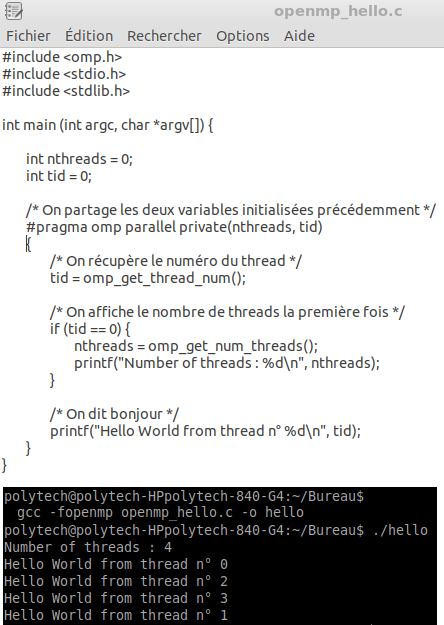 openmp_hello.c
Fichier Édition Rechercher Options Aide
#include <omp.h>
#include <stdio.h>
#include <stdlib.h>
int main (int argc, char *argv[]) {
int nthreads = 0;
int tid = 0;
/* On partage les deux variables initialisées précédemment */
#pragma omp parallel private(nthreads, tid)
{
/* On récupère le numéro du thread */
tid = omp_get_thread_num();
/* On affiche le nombre de threads la première fois */
if (tid == 0) {
nthreads = omp_get_num_threads();
printf("Number of threads : %d\n", nthreads);
}
/* On dit bonjour */
printf("Hello World from thread n° %d\n", tid);
}
}
polytech@polytech-HPpolytech-840-G4:~/Bureau$
gcc -fopenmp openmp_hello.c -o hello
polytech@polytech-HPpolytech-840-G4:~/Bureau$ ./hello
Number of threads : 4
Hello World from thread n° 0
Hello World from thread n° 2
Hello World from thread n° 3
Hello World from thread n° 1